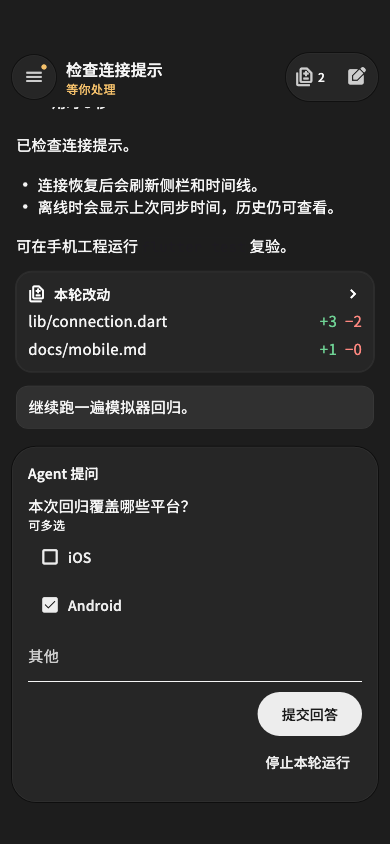 检查连接提示
等你处理
2
已检查连接提示。
• 连接恢复后会刷新侧栏和时间线。
• 离线时会显示上次同步时间，历史仍可查看。
可在手机工程运行 复验。
本轮改动
lib/connection.dart +3 −2
docs/mobile.md +1 −0
继续跑一遍模拟器回归。
Agent 提问
本次回归覆盖哪些平台？
可多选
iOS
Android
其他
提交回答
停止本轮运行